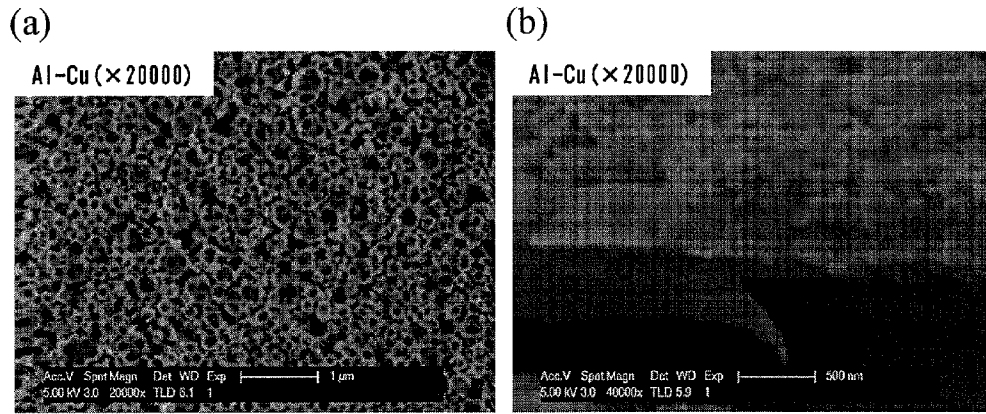 (a)
Al-Cu(×20000)
Acc.V Spot Magn Det WD Exp
5.00 kV 3.0 20000x TLD 6.1 1
1 μm
(b)
Al-Cu(×20000)
Acc.V Spot Magn Det WD Exp
5.00 kV 3.0 40000x TLD 5.9 1
500 nm